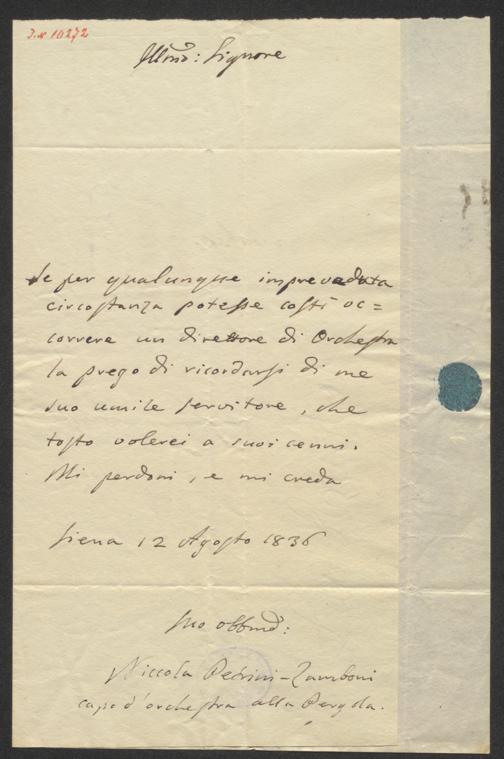 J. N 10272
Illmo: Signore
Se per qualunque impreveduta
circostanza potesse costì oc=
correre un direttore di Orchestra
la prego di ricordarsi di me
suo umile servitore, che
tosto volerei a suoi cenni.
Mi perdoni, e mi creda
Siena 12 Agosto 1836
Suo obbmo:
Niccola Petrini-Zamboni
capo d'orchestra alla Pergola.